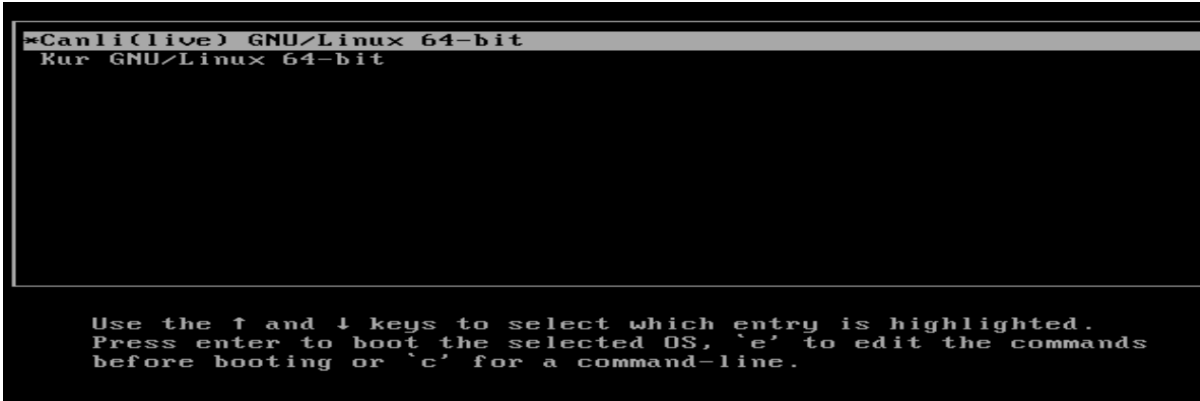 *Canli(live) GNU/Linux 64-bit
Kur GNU/Linux 64-bit
Use the ↑ and ↓ keys to select which entry is highlighted.
Press enter to boot the selected OS, `e' to edit the commands
before booting or `c' for a command-line.